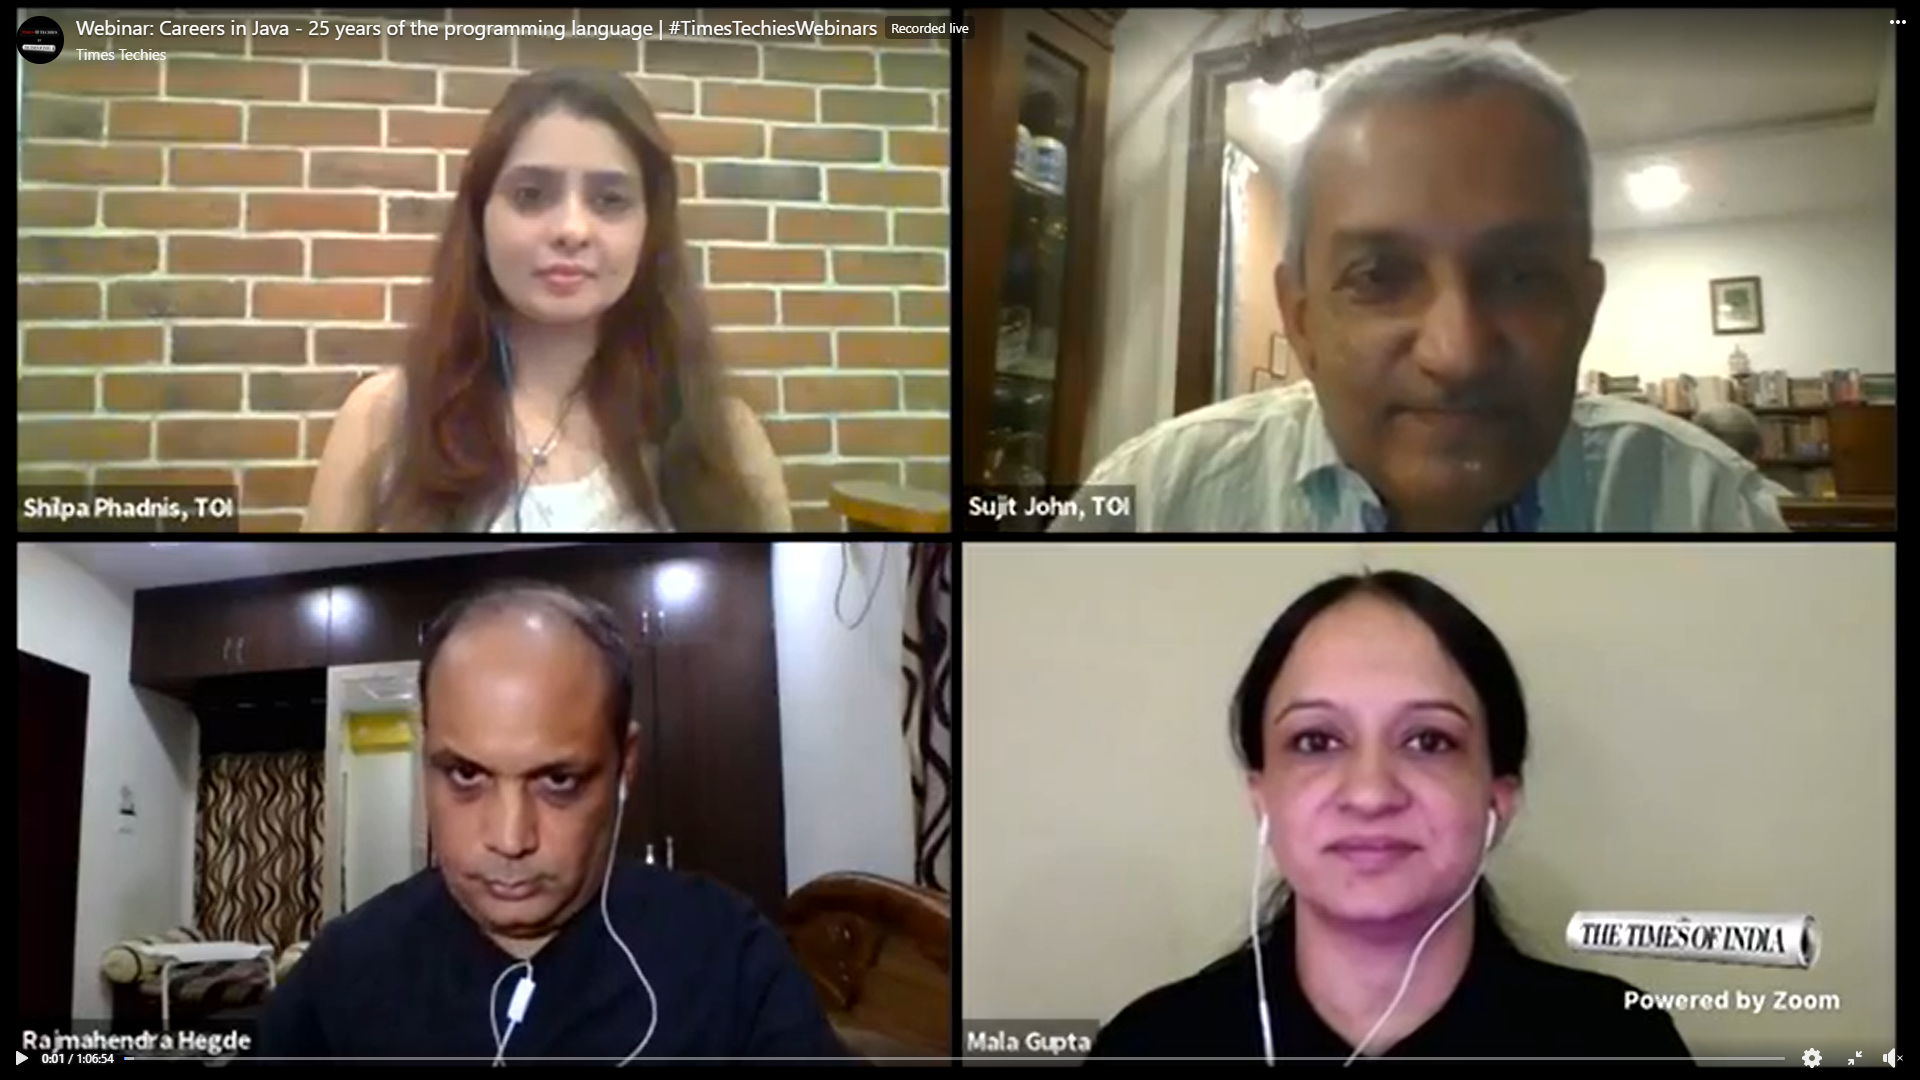 Webinar: Careers in Java - 25 years of the programming language | #TimesTechiesWebinars Recorded live
Times Techies
Shilpa Phadnis, TOI
Sujit John, TOI
THE TIMES OF INDIA
Powered by Zoom
Rajmahendra Hegde
Mala Gupta
0:01 / 1:06:54